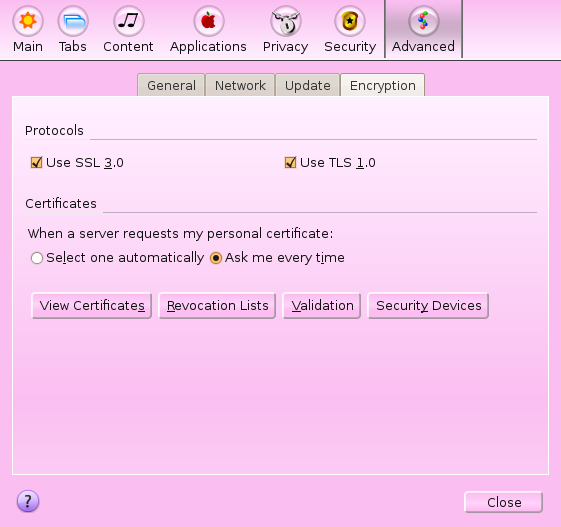 Main Tabs Content Applications Privacy Security Advanced
General Network Update Encryption
Protocols
Use SSL 3.0 Use TLS 1.0
Certificates
When a server requests my personal certificate:
Select one automatically Ask me every time
View Certificates Revocation Lists Validation Security Devices
? Close